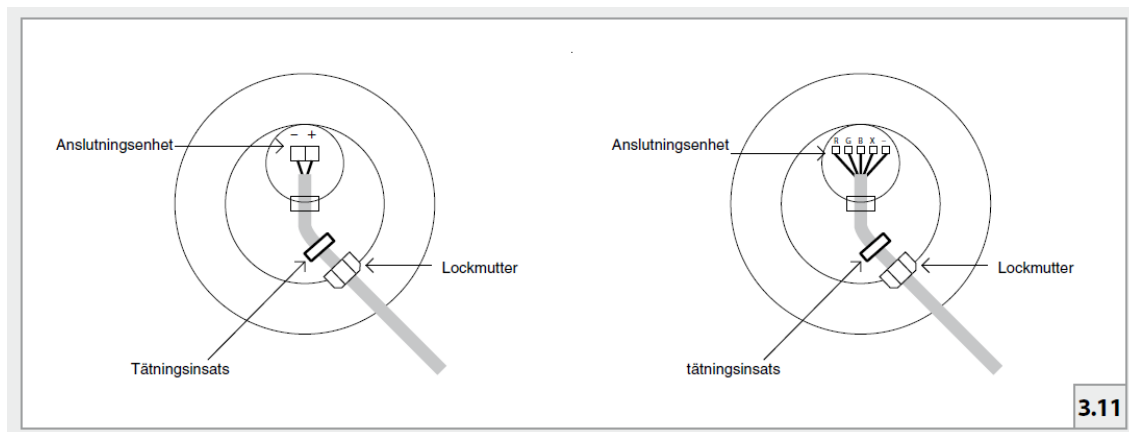 Anslutningsenhet
− +
Lockmutter
Tätningsinsats
Anslutningsenhet
R G B X −
Lockmutter
tätningsinsats
3.11